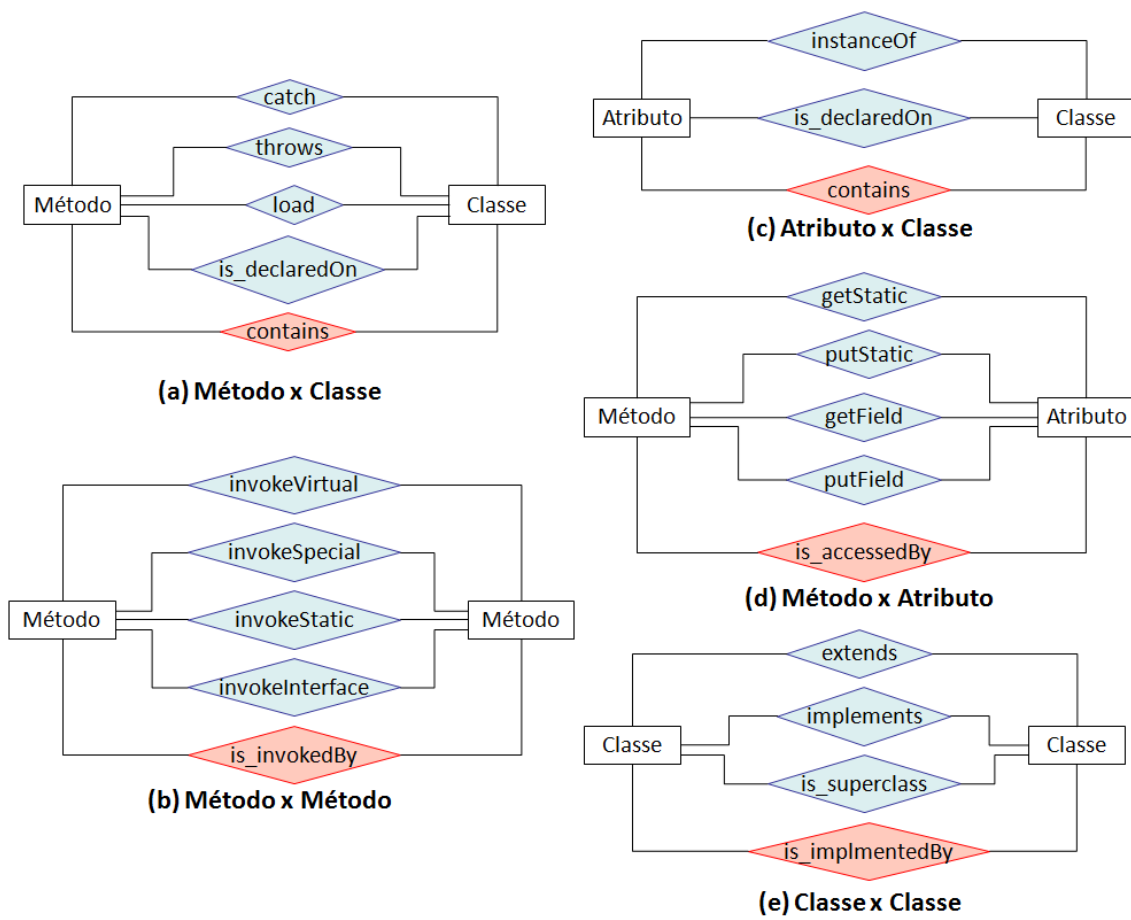 catch
throws
Método
load
Classe
is_declaredOn
contains
(a) Método x Classe
invokeVirtual
invokeSpecial
Método
invokeStatic
Método
invokeInterface
is_invokedBy
(b) Método x Método
instanceOf
Atributo
is_declaredOn
Classe
contains
(c) Atributo x Classe
getStatic
putStatic
Método
getField
Atributo
putField
is_accessedBy
(d) Método x Atributo
extends
implements
Classe
Classe
is_superclass
is_implmentedBy
(e) Classe x Classe